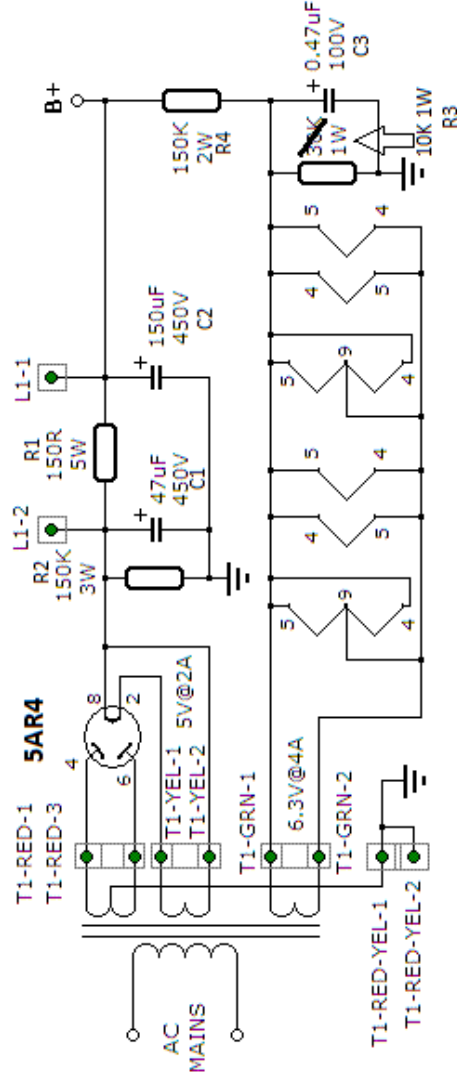 AC
MAINS
T1-RED-1
T1-RED-3
5AR4
4
6
8
2
T1-YEL-1
T1-YEL-2
5V@2A
T1-GRN-1
6.3V@4A
T1-GRN-2
T1-RED-YEL-1
T1-RED-YEL-2
R2
150K
3W
L1-2
47uF
450V
C1
+
R1
150R
5W
L1-1
150uF
450V
C2
+
B+
150K
2W
R4
5
9
4
4
5
5
4
5
9
4
4
5
5
4
1W
10K 1W
R3
+
0.47uF
100V
C3